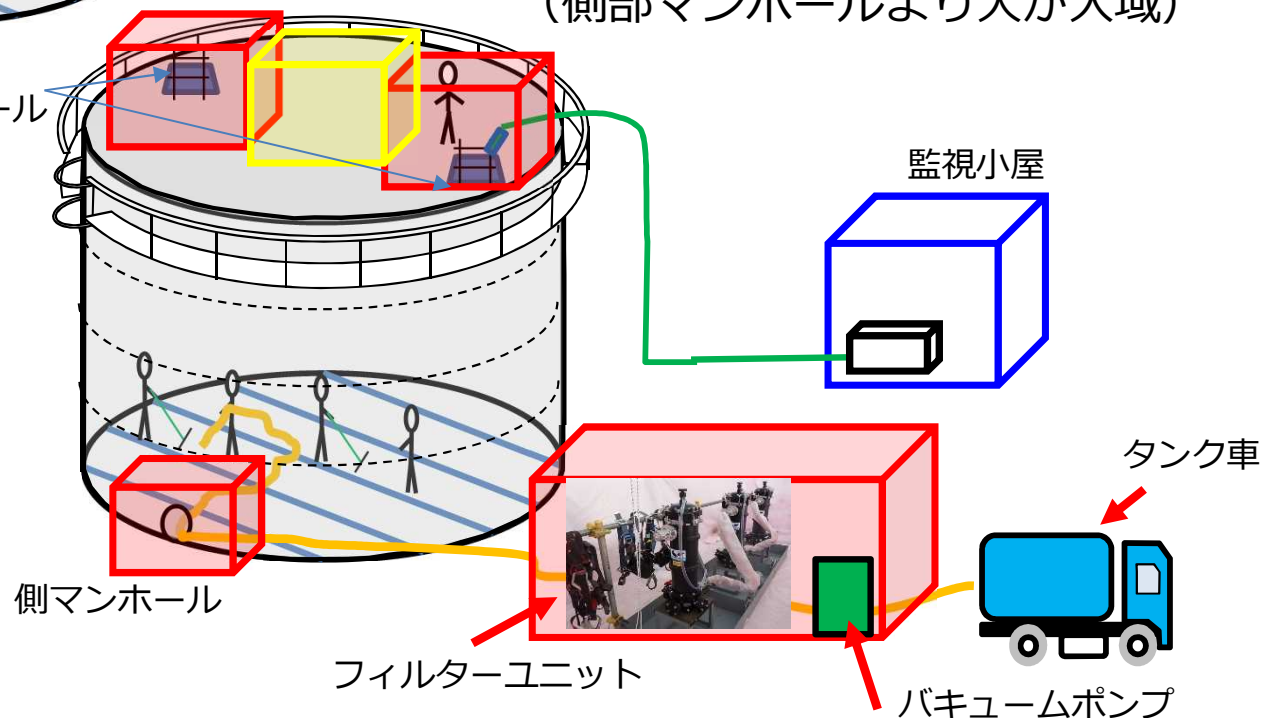 (側部マンホールより人が入域)
ール
監視小屋
タンク車
側マンホール
フィルターユニット
バキュームポンプ